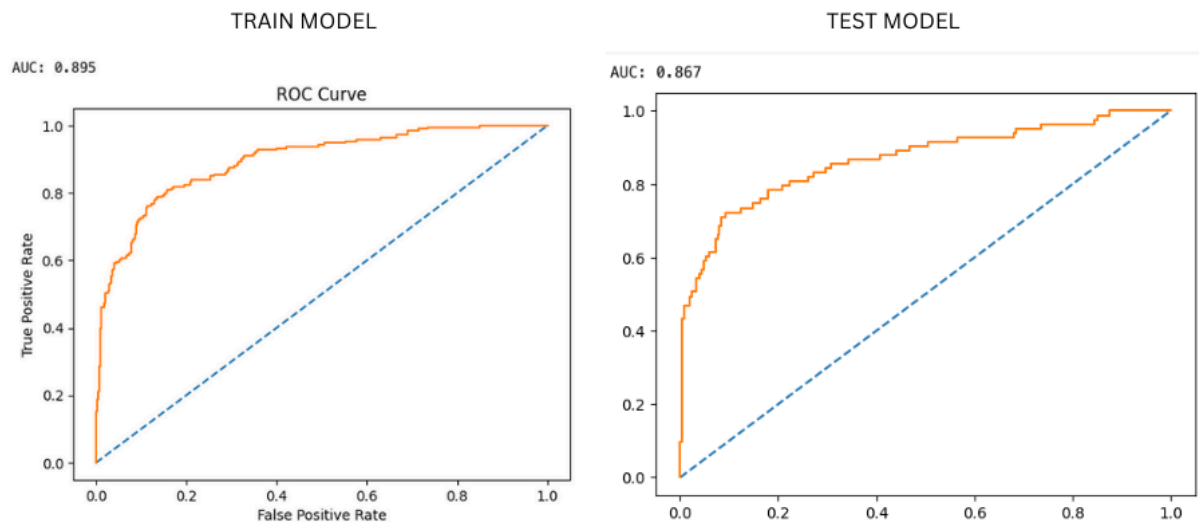 TRAIN MODEL
AUC: 0.895
ROC Curve
1.0
0.8
0.6
0.4
0.2
0.0
True Positive Rate
0.0 0.2 0.4 0.6 0.8 1.0
False Positive Rate
TEST MODEL
AUC: 0.867
1.0
0.8
0.6
0.4
0.2
0.0
0.0 0.2 0.4 0.6 0.8 1.0